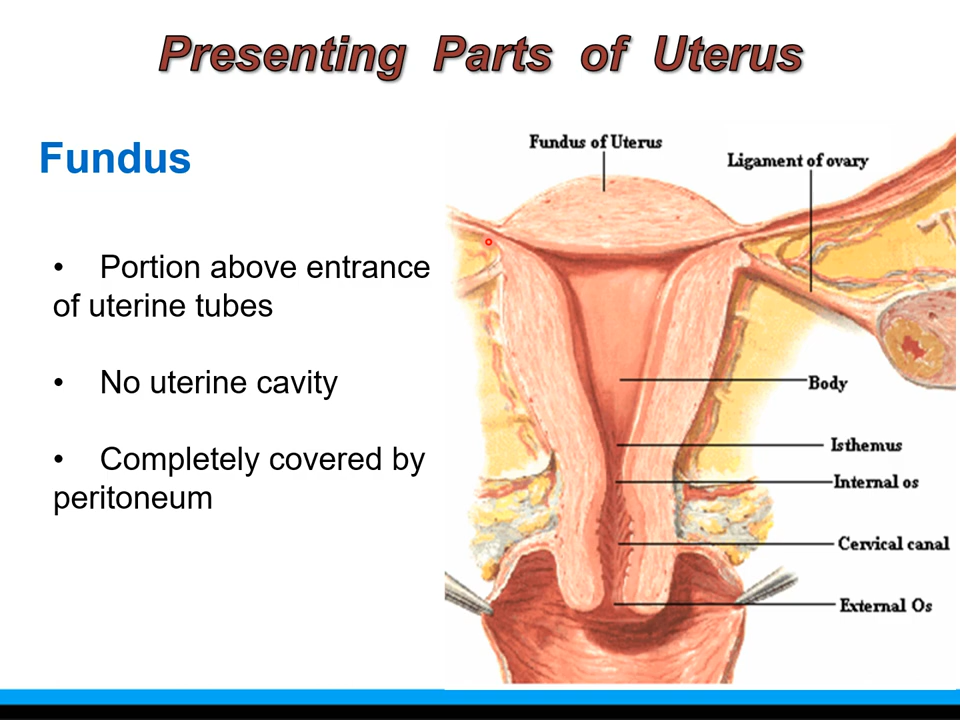 Presenting Parts of Uterus
Fundus
• Portion above entrance
of uterine tubes
• No uterine cavity
• Completely covered by
peritoneum
Fundus of Uterus
Ligament of ovary
Body
Isthemus
Internal os
Cervical canal
External Os